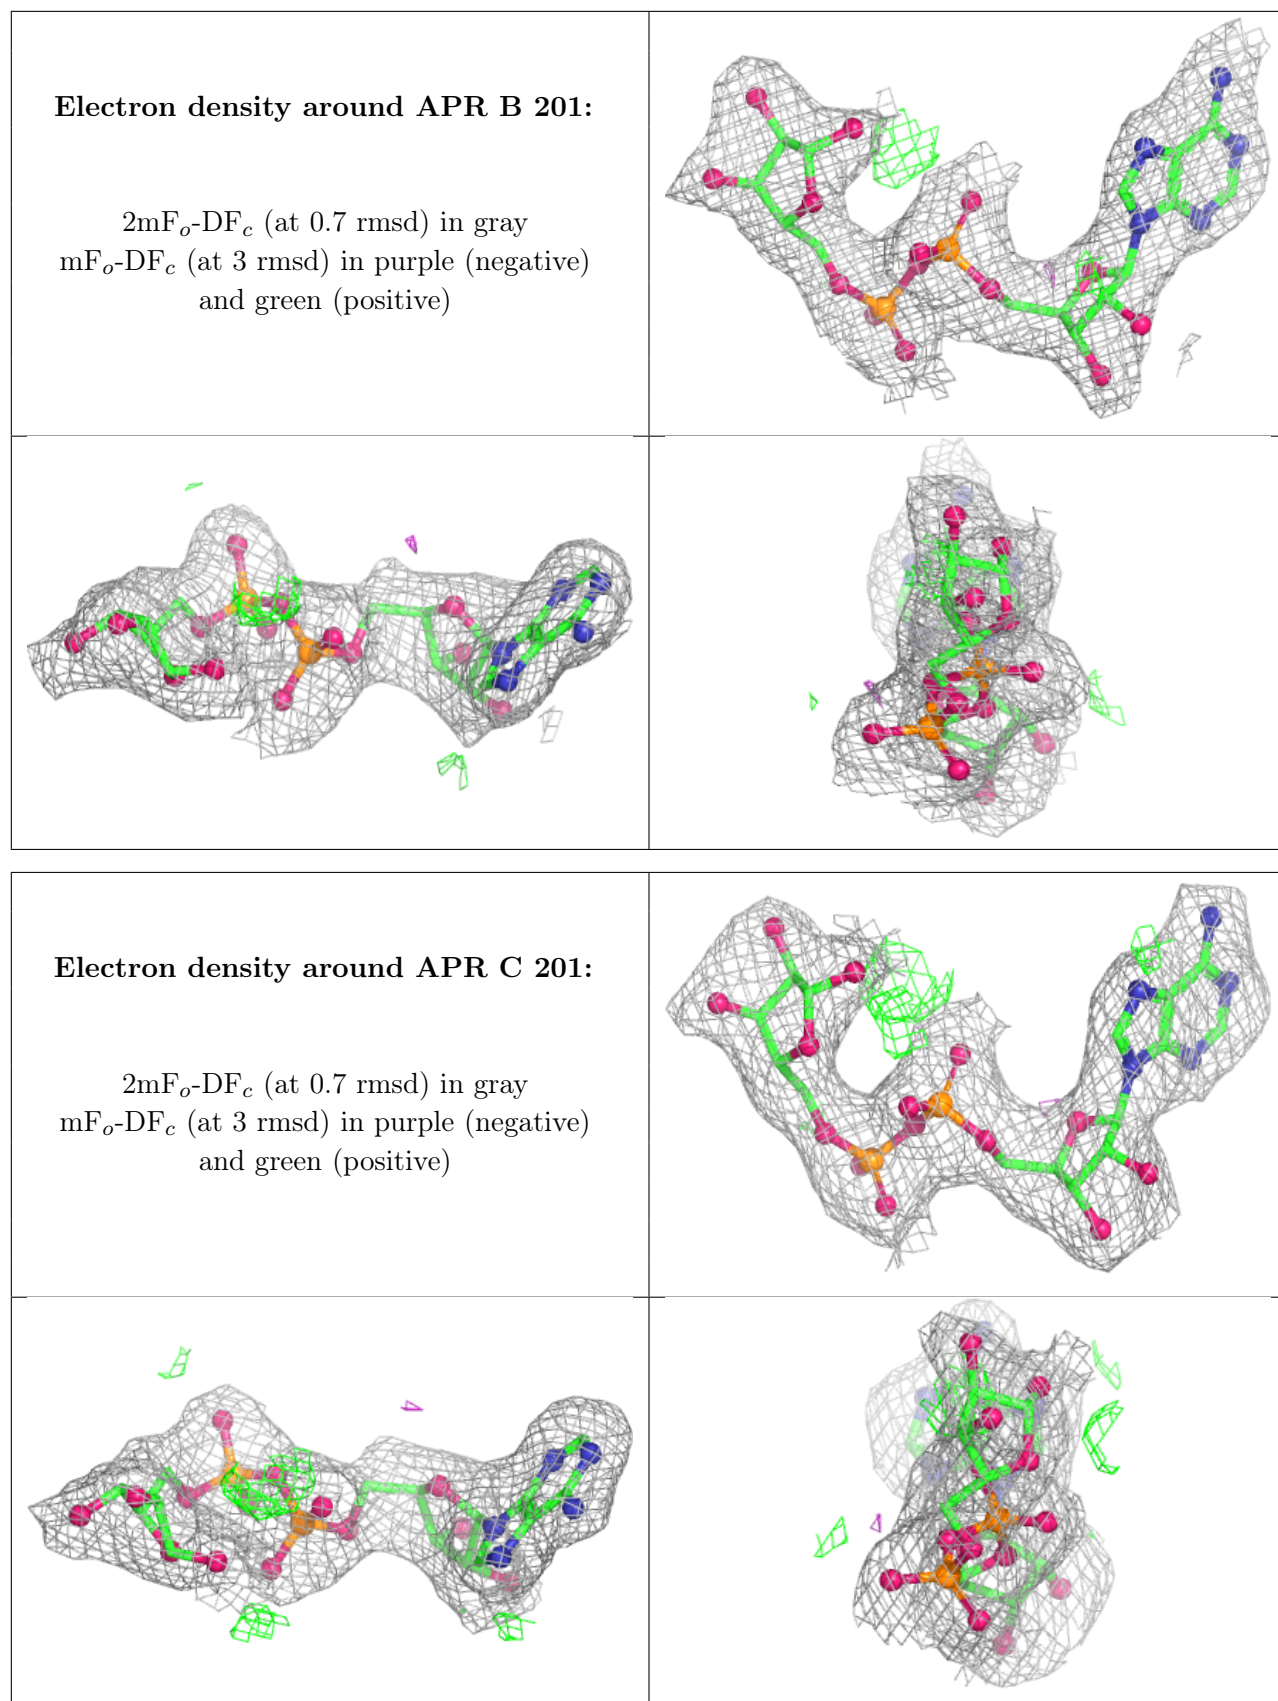 Electron density around APR B 201:
2mFo-DFc (at 0.7 rmsd) in gray
mFo-DFc (at 3 rmsd) in purple (negative)
and green (positive)
Electron density around APR C 201:
2mFo-DFc (at 0.7 rmsd) in gray
mFo-DFc (at 3 rmsd) in purple (negative)
and green (positive)